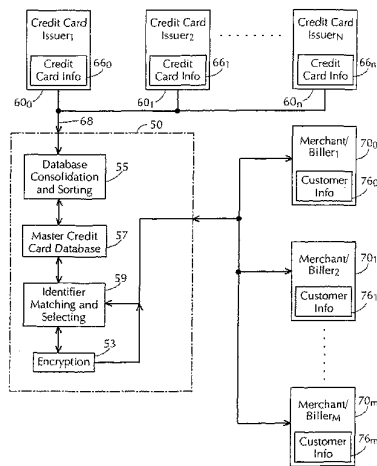 Credit Card
Issuer1
Credit
Card Info
660
600
Credit Card
Issuer2
Credit
Card Info
661
601
Credit Card
IssuerN
Credit
Card Info
66n
60n
68
50
Database
Consolidation
and Sorting
55
Master Credit
Card Database
57
Identifier
Matching and
Selecting
59
Encryption
53
Merchant/
Biller1
Customer
Info
700
760
Merchant/
Biller2
Customer
Info
701
761
Merchant/
BillerM
Customer
Info
70m
76m